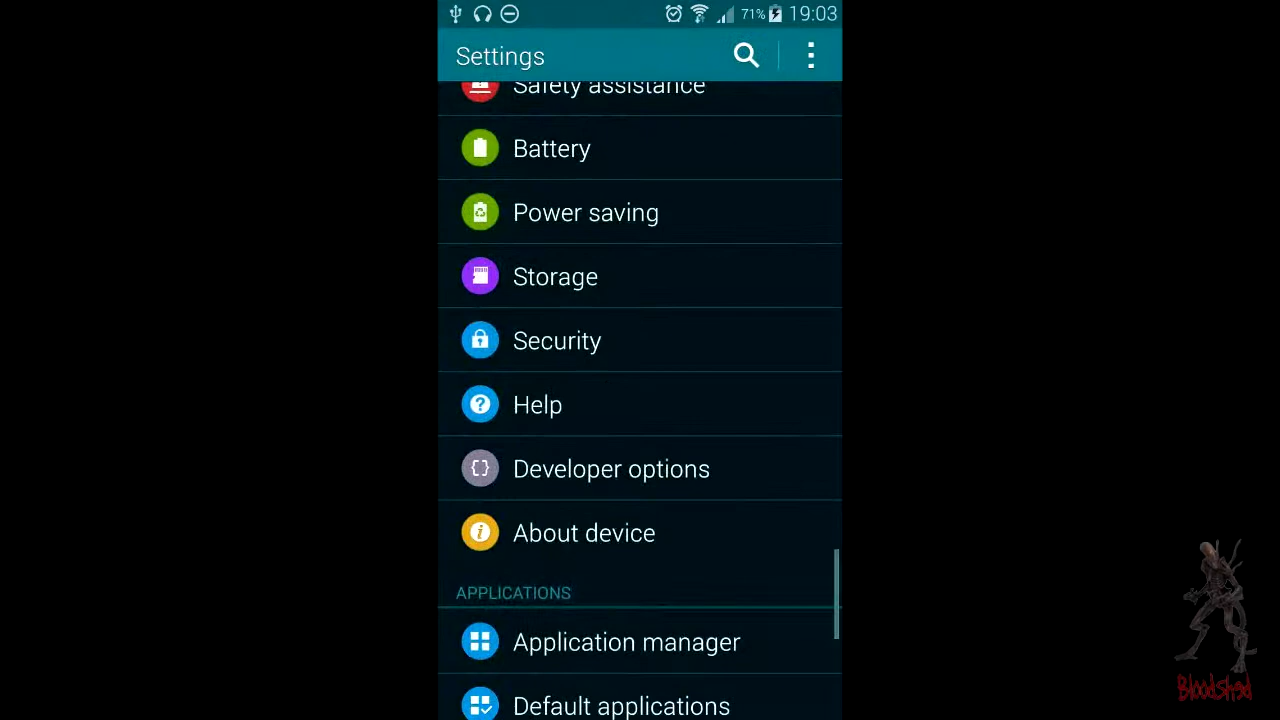 71% 19:03
Settings
Safety assistance
Battery
Power saving
Storage
Security
Help
Developer options
About device
APPLICATIONS
Application manager
Default applications
BloodSh3d